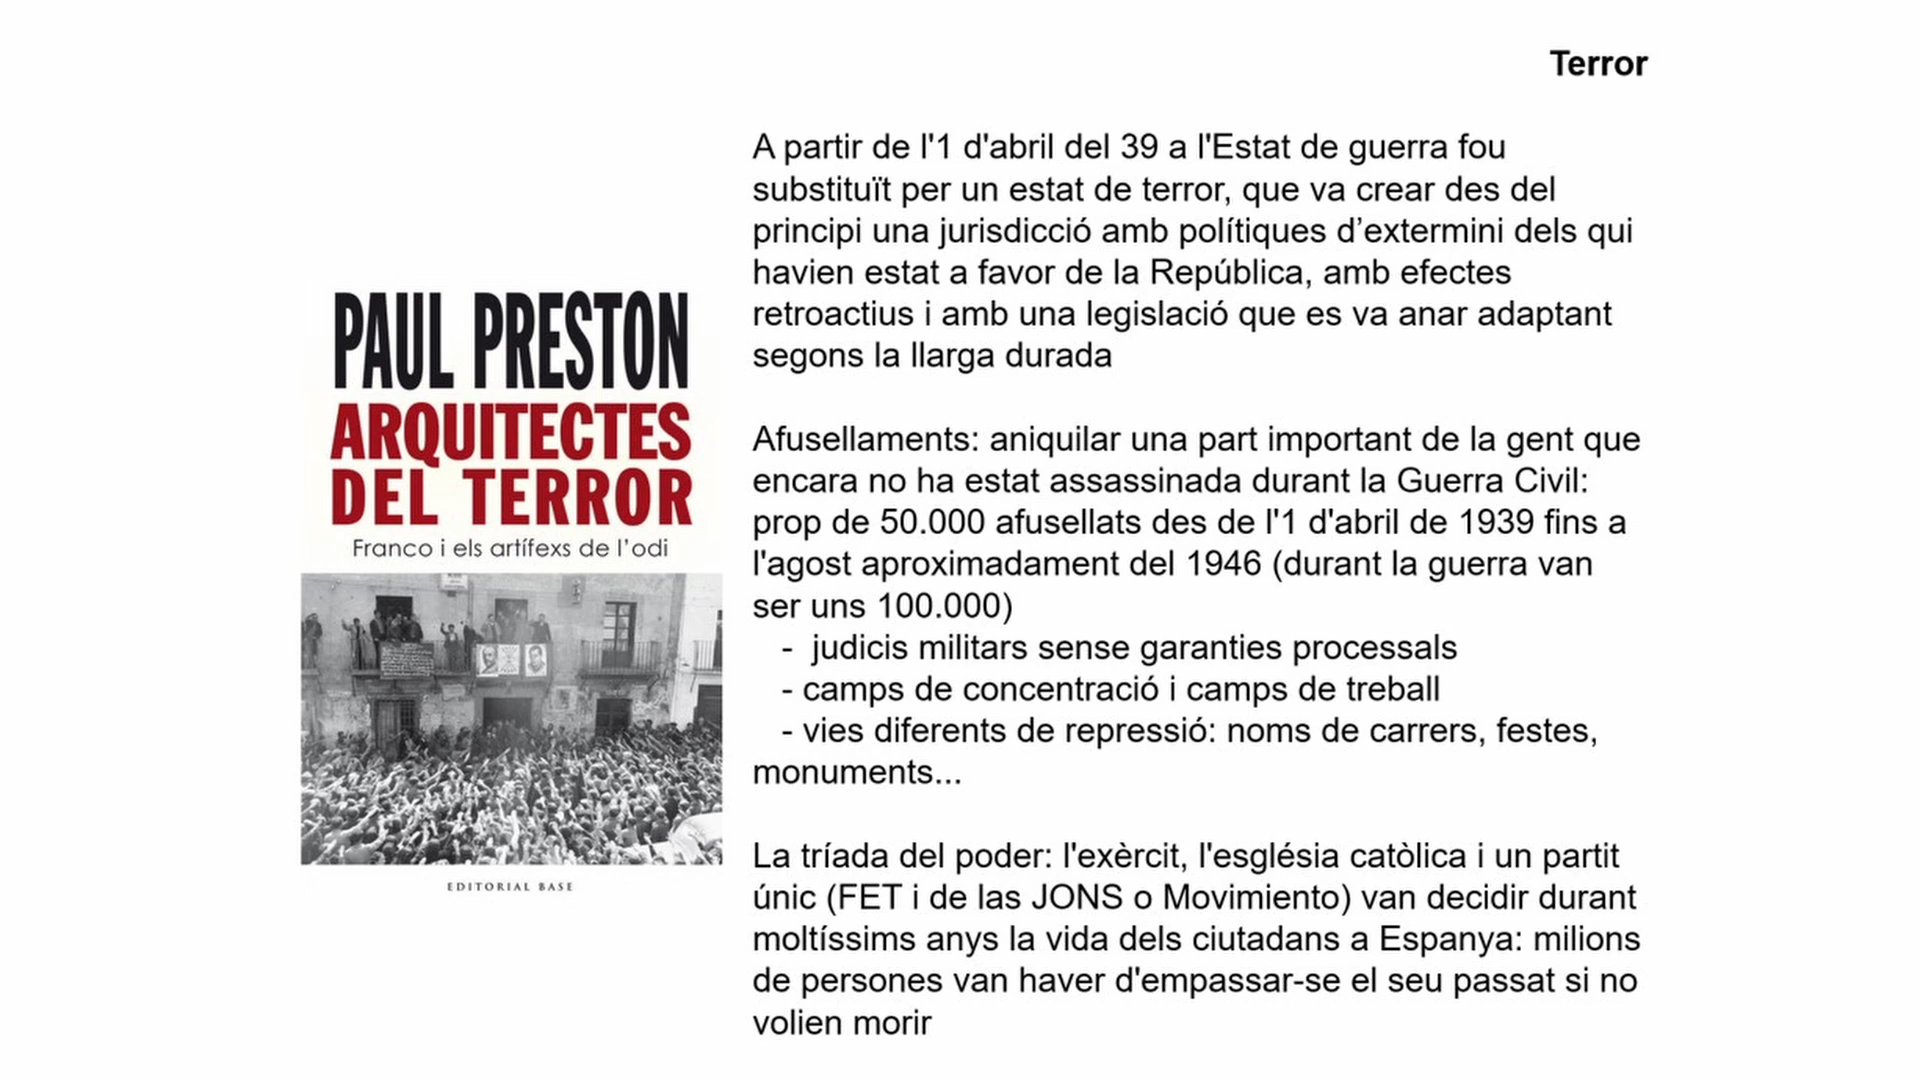 Terror
PAUL PRESTON
ARQUITECTES
DEL TERROR
Franco i els artífexs de l’odi
EDITORIAL BASE
A partir de l'1 d'abril del 39 a l'Estat de guerra fou
substituït per un estat de terror, que va crear des del
principi una jurisdicció amb polítiques d’extermini dels qui
havien estat a favor de la República, amb efectes
retroactius i amb una legislació que es va anar adaptant
segons la llarga durada
Afusellaments: aniquilar una part important de la gent que
encara no ha estat assassinada durant la Guerra Civil:
prop de 50.000 afusellats des de l'1 d'abril de 1939 fins a
l'agost aproximadament del 1946 (durant la guerra van
ser uns 100.000)
- judicis militars sense garanties processals
- camps de concentració i camps de treball
- vies diferents de repressió: noms de carrers, festes,
monuments...
La tríada del poder: l'exèrcit, l'església catòlica i un partit
únic (FET i de las JONS o Movimiento) van decidir durant
moltíssims anys la vida dels ciutadans a Espanya: milions
de persones van haver d'empassar-se el seu passat si no
volien morir